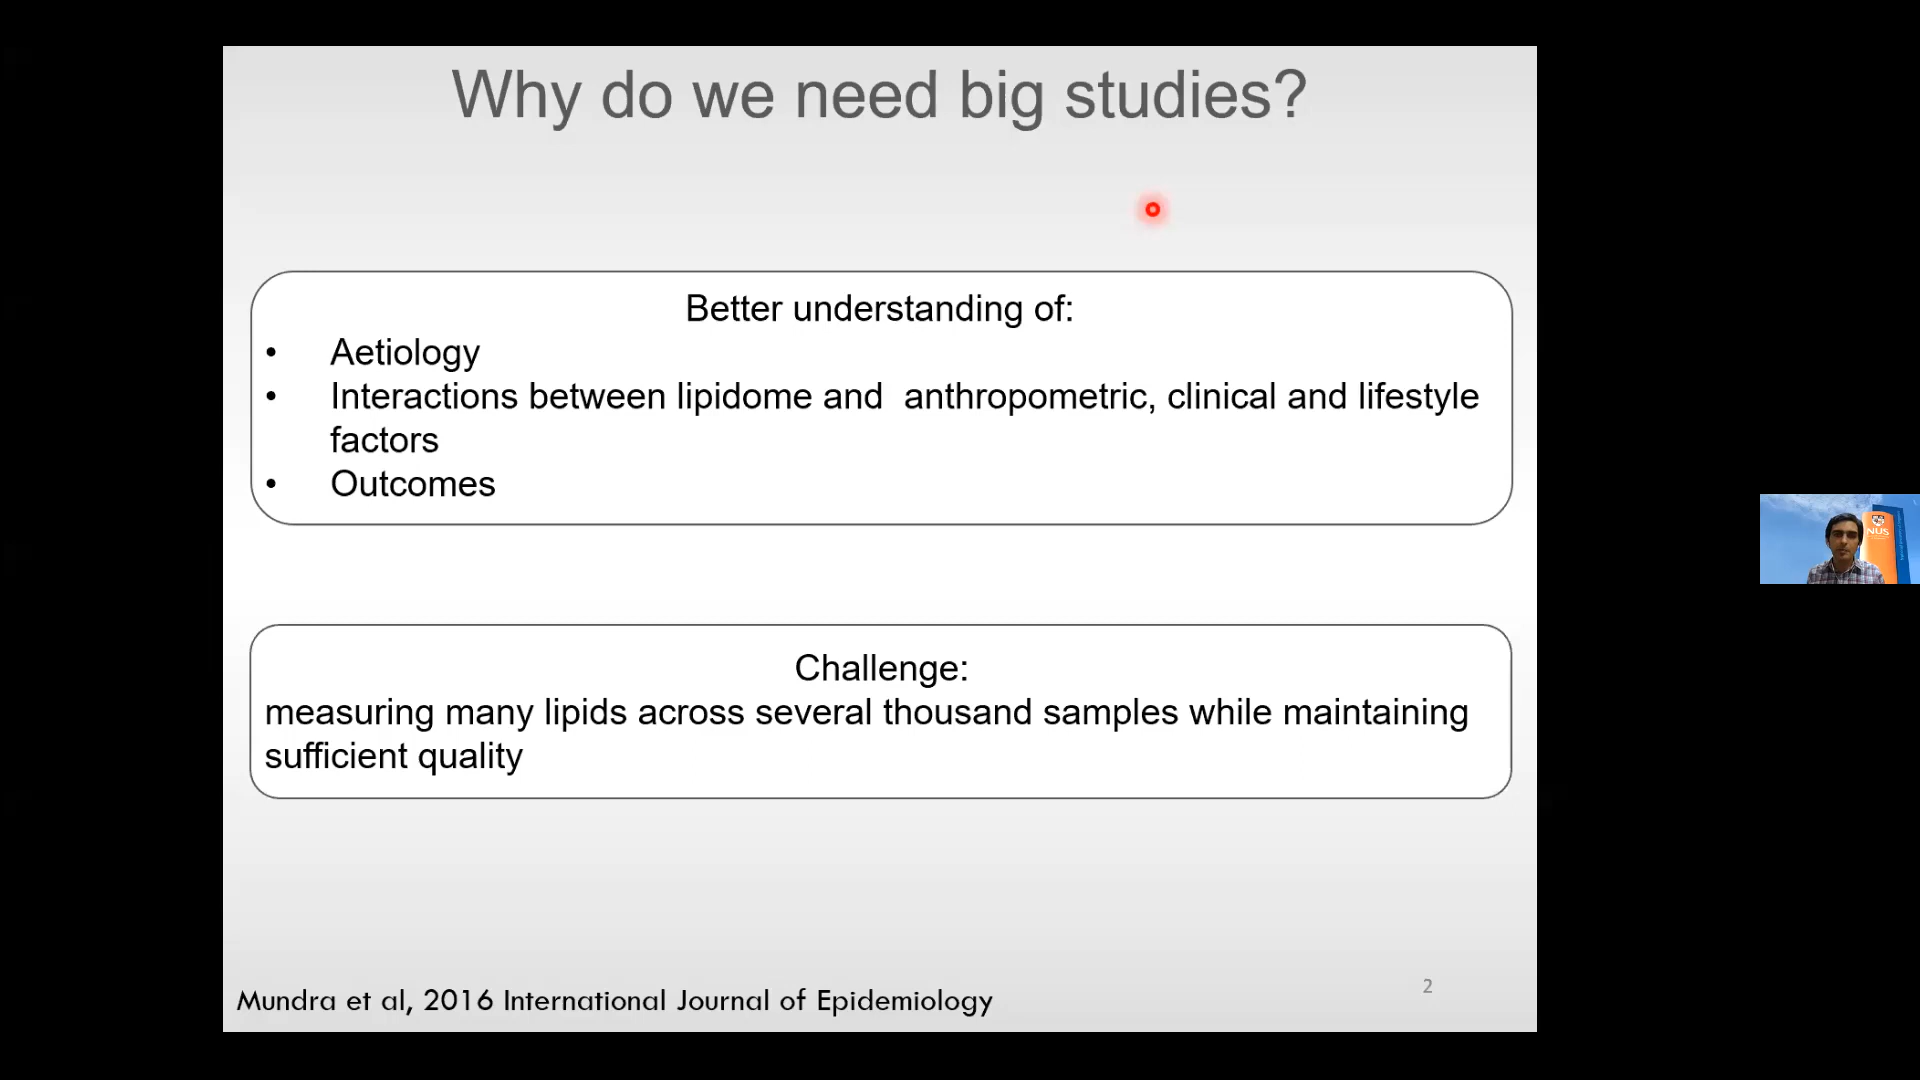 Why do we need big studies?
Better understanding of:
• Aetiology
• Interactions between lipidome and anthropometric, clinical and lifestyle
factors
• Outcomes
NUS
Challenge:
measuring many lipids across several thousand samples while maintaining
sufficient quality
2
Mundra et al, 2016 International Journal of Epidemiology